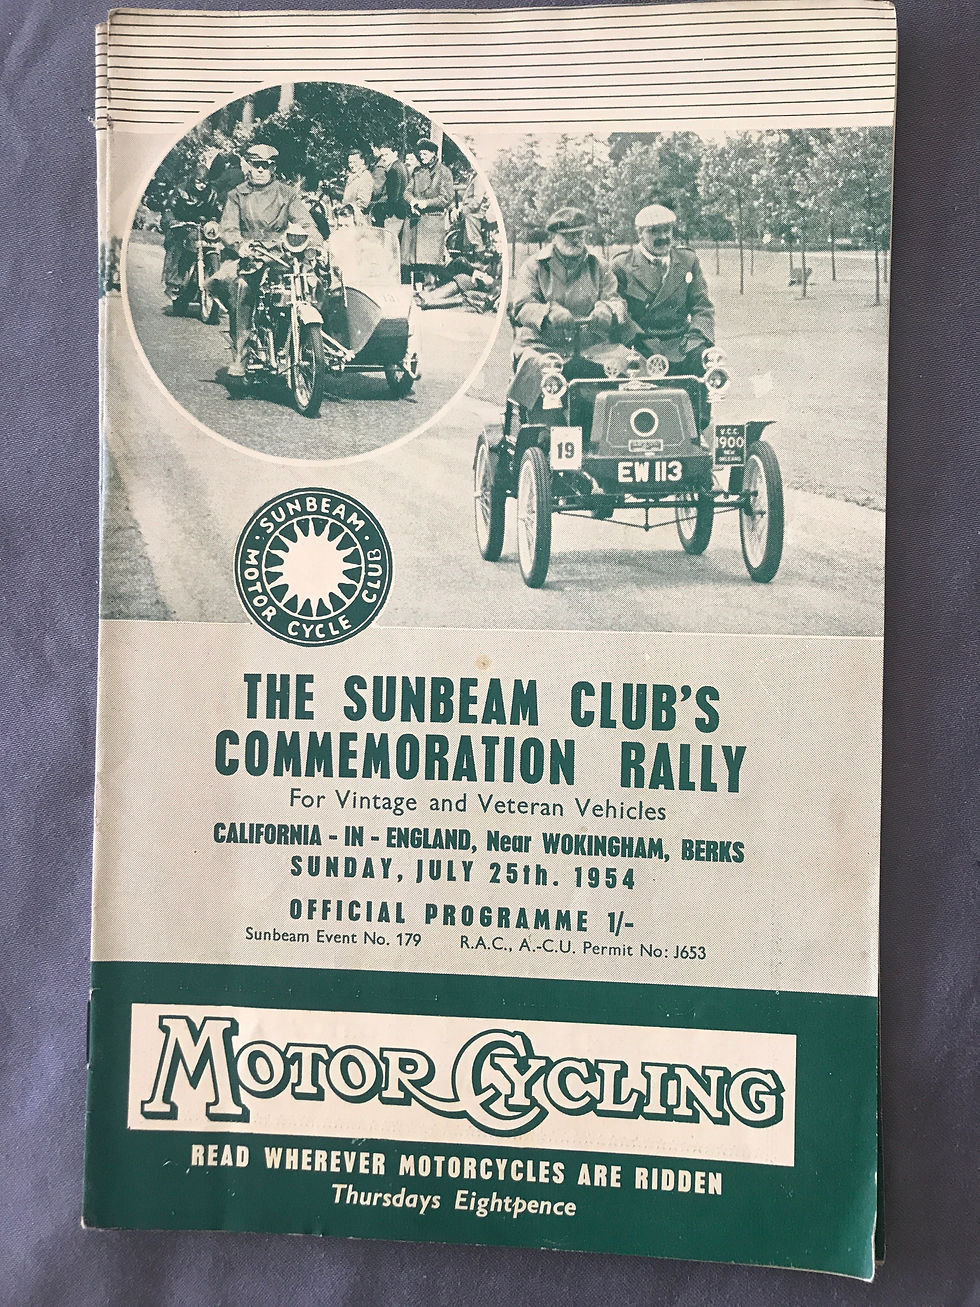 19
EW 113
V.C.C.
1900
NEW
ORLEANS
SUNBEAM
MOTOR CYCLE CLUB
THE SUNBEAM CLUB'S
COMMEMORATION RALLY
For Vintage and Veteran Vehicles
CALIFORNIA - IN - ENGLAND, Near WOKINGHAM, BERKS
SUNDAY, JULY 25th. 1954
OFFICIAL PROGRAMME 1/-
Sunbeam Event No. 179 R.A.C., A.-C.U. Permit No: J653
MOTOR CYCLING
READ WHEREVER MOTORCYCLES ARE RIDDEN
Thursdays Eightpence